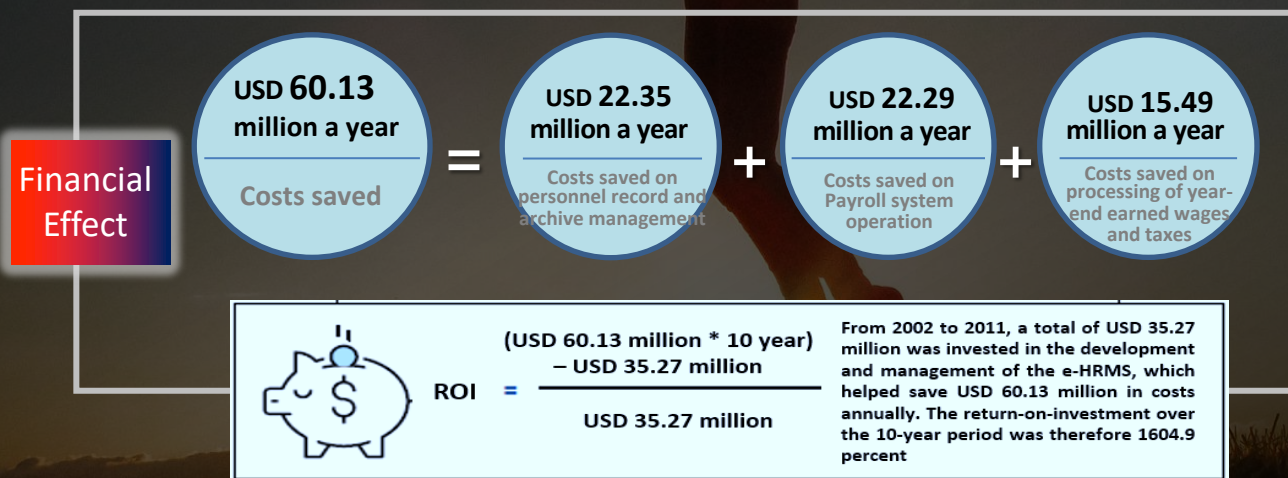 Financial
Effect
USD 60.13
million a year
Costs saved
=
USD 22.35
million a year
Costs saved on
personnel record and
archive management
+
USD 22.29
million a year
Costs saved on
Payroll system
operation
+
USD 15.49
million a year
Costs saved on
processing of year-
end earned wages
and taxes
$
ROI =
(USD 60.13 million * 10 year)
– USD 35.27 million
USD 35.27 million
From 2002 to 2011, a total of USD 35.27
million was invested in the development
and management of the e-HRMS, which
helped save USD 60.13 million in costs
annually. The return-on-investment over
the 10-year period was therefore 1604.9
percent